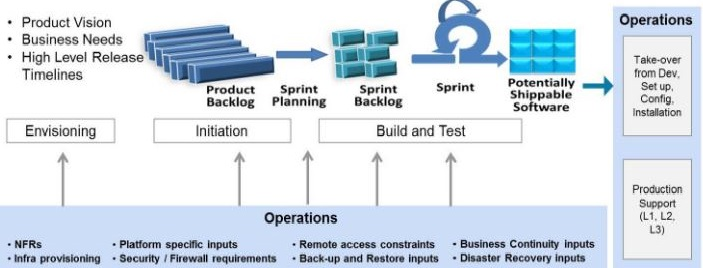 • Product Vision
• Business Needs
• High Level Release
Timelines
Product
Backlog
Sprint
Planning
Sprint
Backlog
Sprint
Potentially
Shippable
Software
Envisioning
Initiation
Build and Test
Operations
Take-over
from Dev,
Set up,
Config,
Installation
Production
Support
(L1, L2,
L3)
Operations
• NFRs
• Infra provisioning
• Platform specific inputs
• Security / Firewall requirements
• Remote access constraints
• Back-up and Restore inputs
• Business Continuity inputs
• Disaster Recovery inputs